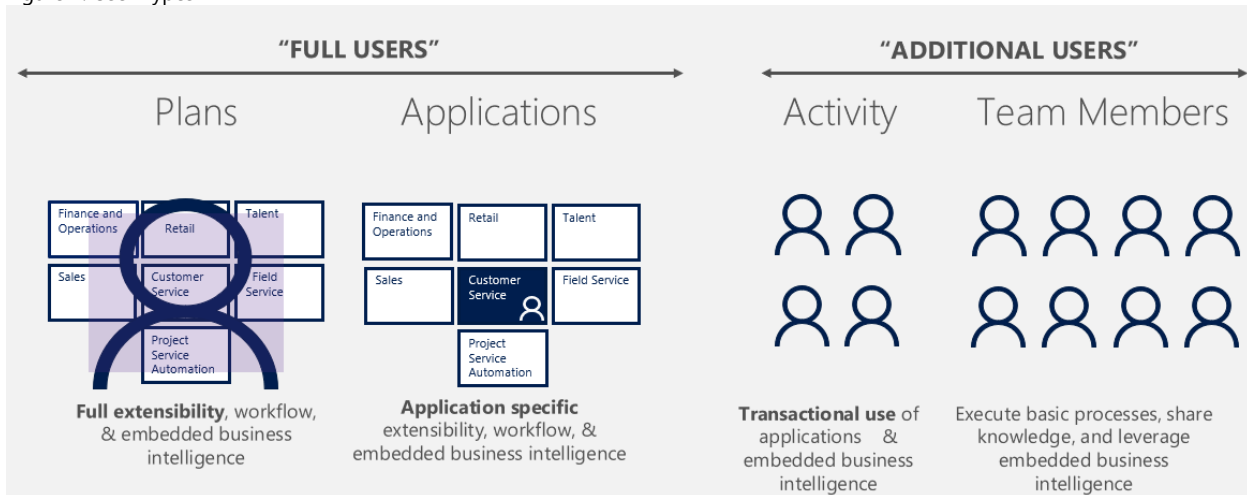 "FULL USERS"
"ADDITIONAL USERS"
Plans
Applications
Activity
Team Members
Finance and
Operations
Retail
Talent
Sales
Customer
Service
Field
Service
Project
Service
Automation
Finance and
Operations
Retail
Talent
Sales
Customer
Service
Field Service
Project
Service
Automation
Full extensibility, workflow,
& embedded business
intelligence
Application specific
extensibility, workflow, &
embedded business intelligence
Transactional use of
applications &
embedded business
intelligence
Execute basic processes, share
knowledge, and leverage
embedded business
intelligence